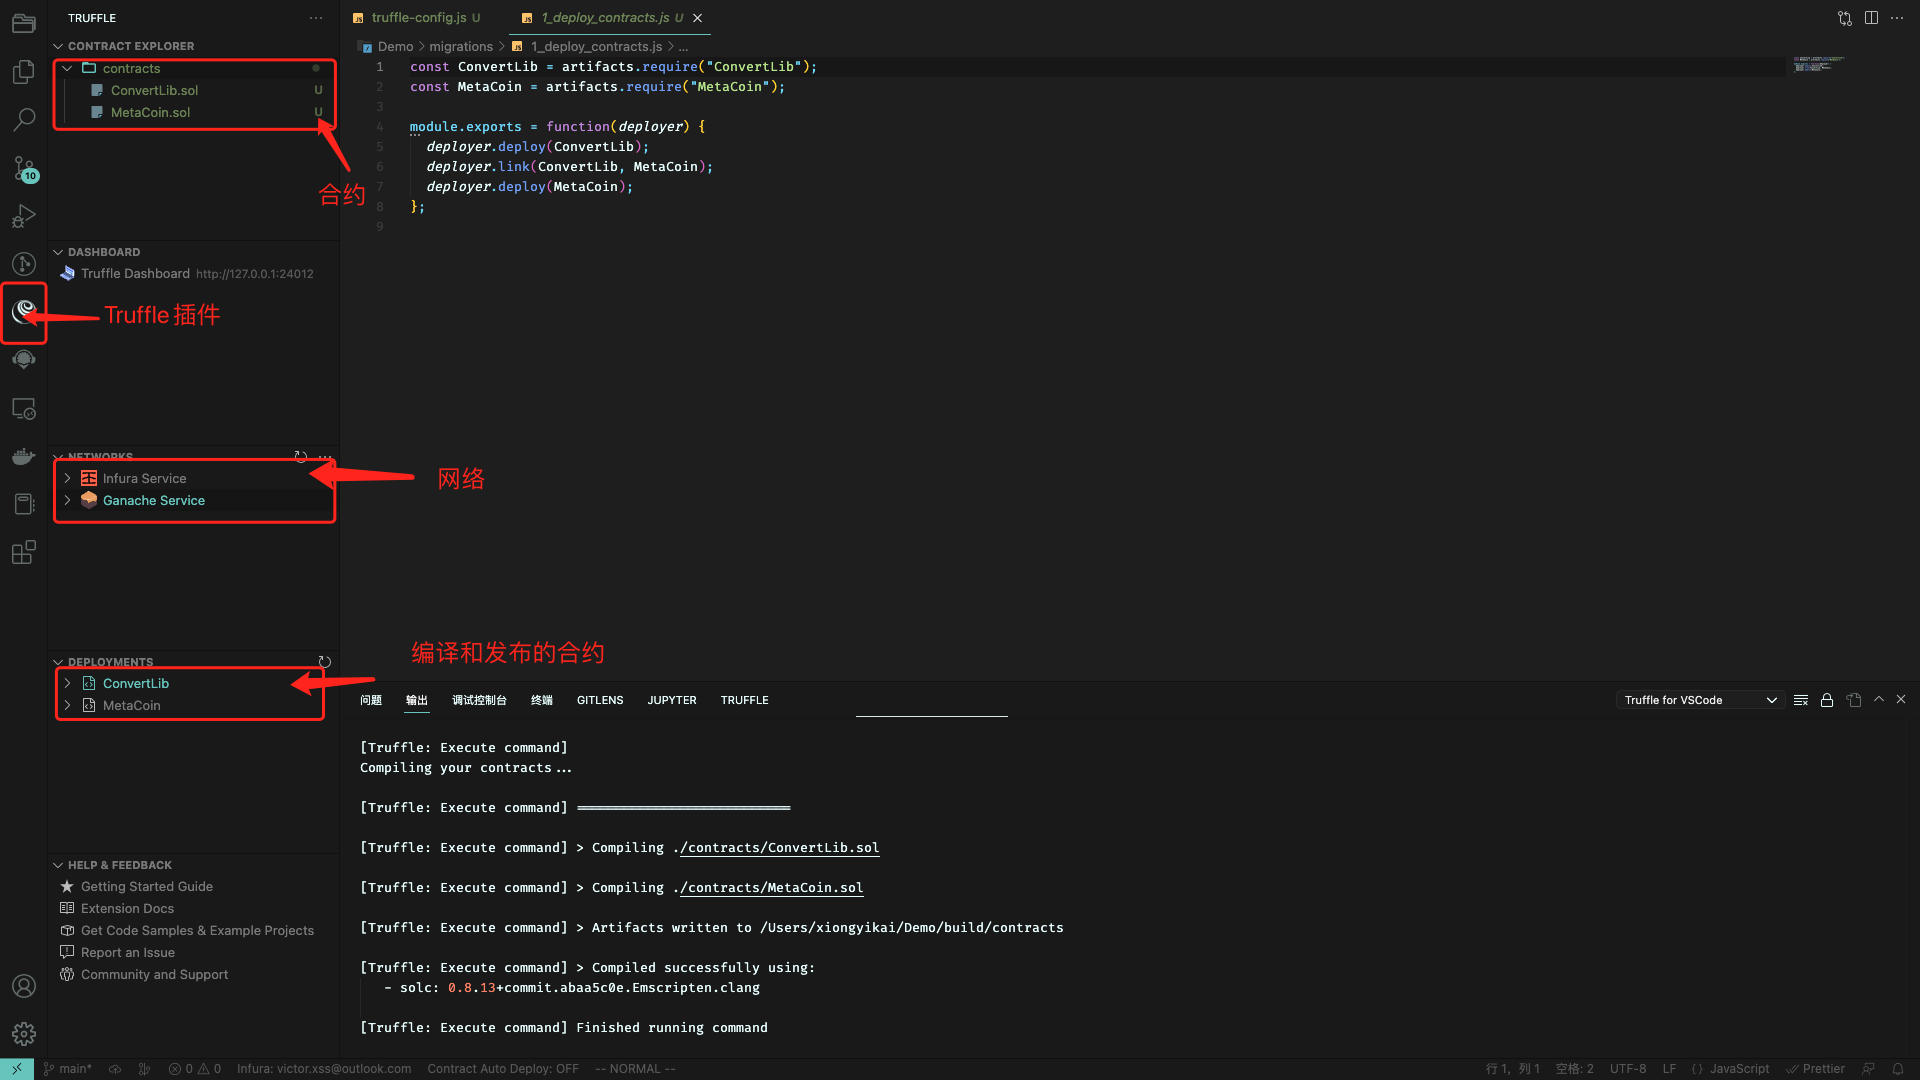 TRUFFLE
CONTRACT EXPLORER
contracts
ConvertLib.sol U
MetaCoin.sol U
合约
DASHBOARD
Truffle Dashboard http://127.0.0.1:24012
Truffle插件
NETWORKS
Infura Service
Ganache Service
网络
DEPLOYMENTS
ConvertLib
MetaCoin
编译和发布的合约
HELP & FEEDBACK
Getting Started Guide
Extension Docs
Get Code Samples & Example Projects
Report an Issue
Community and Support
10
truffle-config.js U
1_deploy_contracts.js U
Demo > migrations > 1_deploy_contracts.js > ...
1 const ConvertLib = artifacts.require("ConvertLib");
2 const MetaCoin = artifacts.require("MetaCoin");
3
4 module.exports = function(deployer) {
5 deployer.deploy(ConvertLib);
6 deployer.link(ConvertLib, MetaCoin);
7 deployer.deploy(MetaCoin);
8 };
9
问题 输出 调试控制台 终端 GITLENS JUPYTER TRUFFLE
Truffle for VSCode
[Truffle: Execute command]
Compiling your contracts...
[Truffle: Execute command] ===========================
[Truffle: Execute command] > Compiling ./contracts/ConvertLib.sol
[Truffle: Execute command] > Compiling ./contracts/MetaCoin.sol
[Truffle: Execute command] > Artifacts written to /Users/xiongyikai/Demo/build/contracts
[Truffle: Execute command] > Compiled successfully using:
- solc: 0.8.13+commit.abaa5c0e.Emscripten.clang
[Truffle: Execute command] Finished running command
main* 0 0 Infura: victor.xss@outlook.com Contract Auto Deploy: OFF -- NORMAL --
行 1, 列 1 空格: 2 UTF-8 LF {} JavaScript Prettier